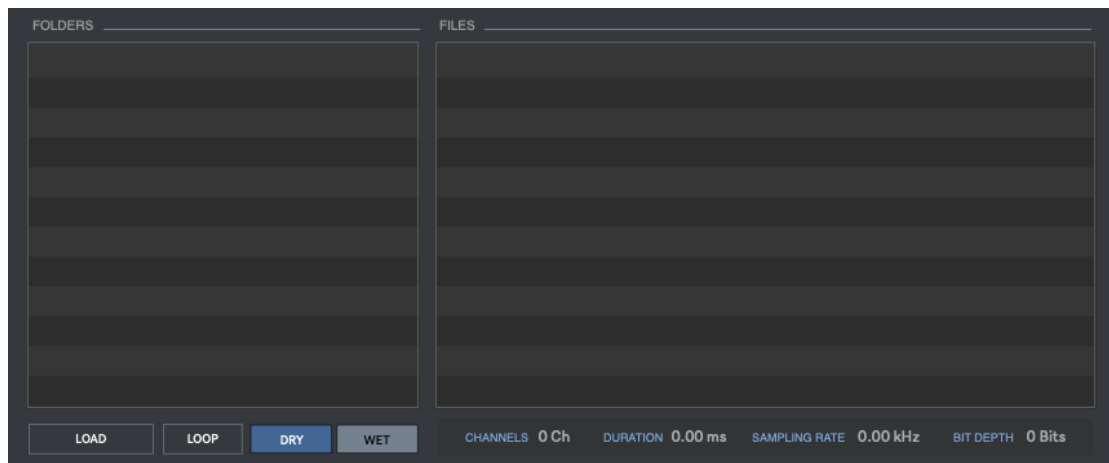 FOLDERS FILES
LOAD LOOP DRY WET CHANNELS 0 Ch DURATION 0.00 ms SAMPLING RATE 0.00 kHz BIT DEPTH 0 Bits